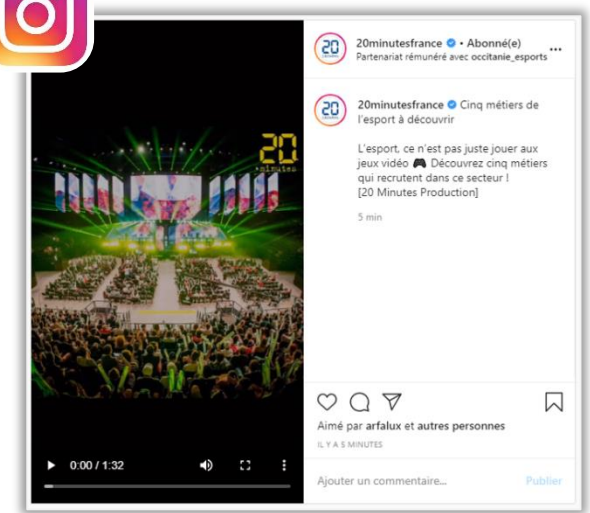 20
minutes
0:00 / 1:32
20
20minutesfrance • Abonné(e)
Partenariat rémunéré avec occitanie_esports
20
20minutesfrance Cinq métiers de
l'esport à découvrir
L'esport, ce n'est pas juste jouer aux
jeux vidéo 🎮 Découvrez cinq métiers
qui recrutent dans ce secteur !
[20 Minutes Production]
5 min
Aimé par arfalux et autres personnes
IL Y A 5 MINUTES
Ajouter un commentaire... Publier